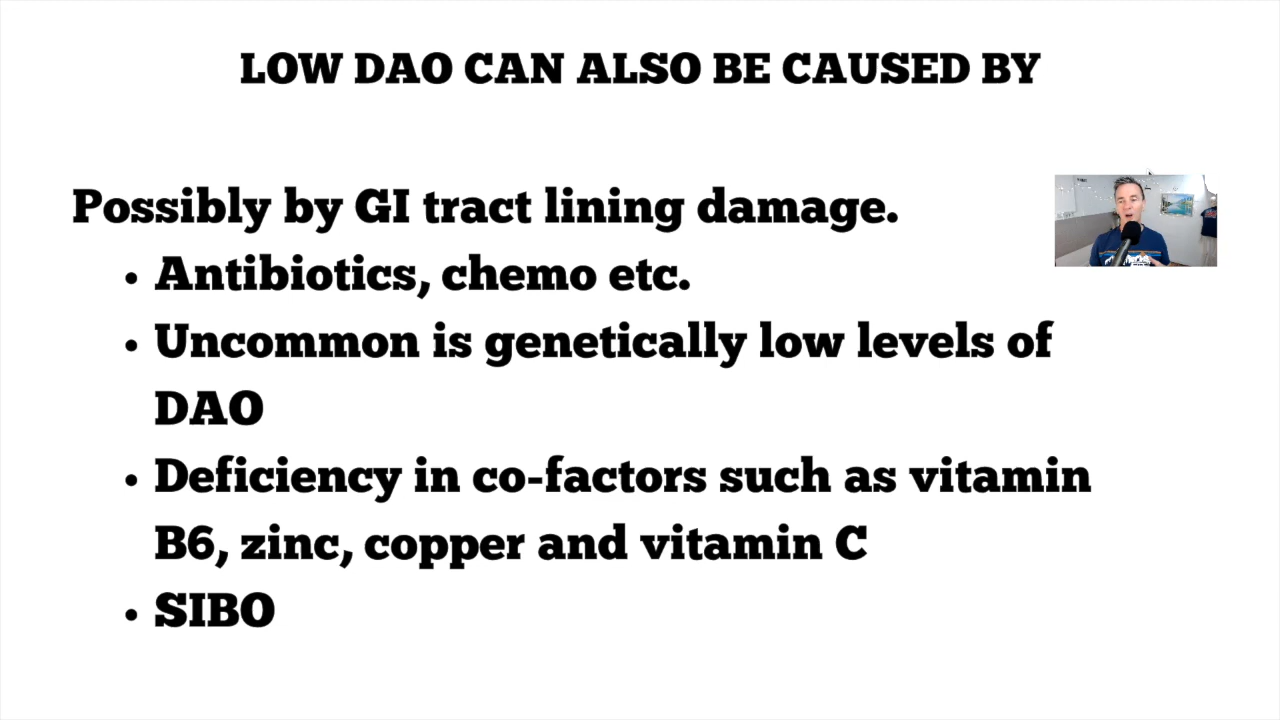 LOW DAO CAN ALSO BE CAUSED BY
Possibly by GI tract lining damage.
• Antibiotics, chemo etc.
• Uncommon is genetically low levels of
DAO
• Deficiency in co-factors such as vitamin
B6, zinc, copper and vitamin C
• SIBO